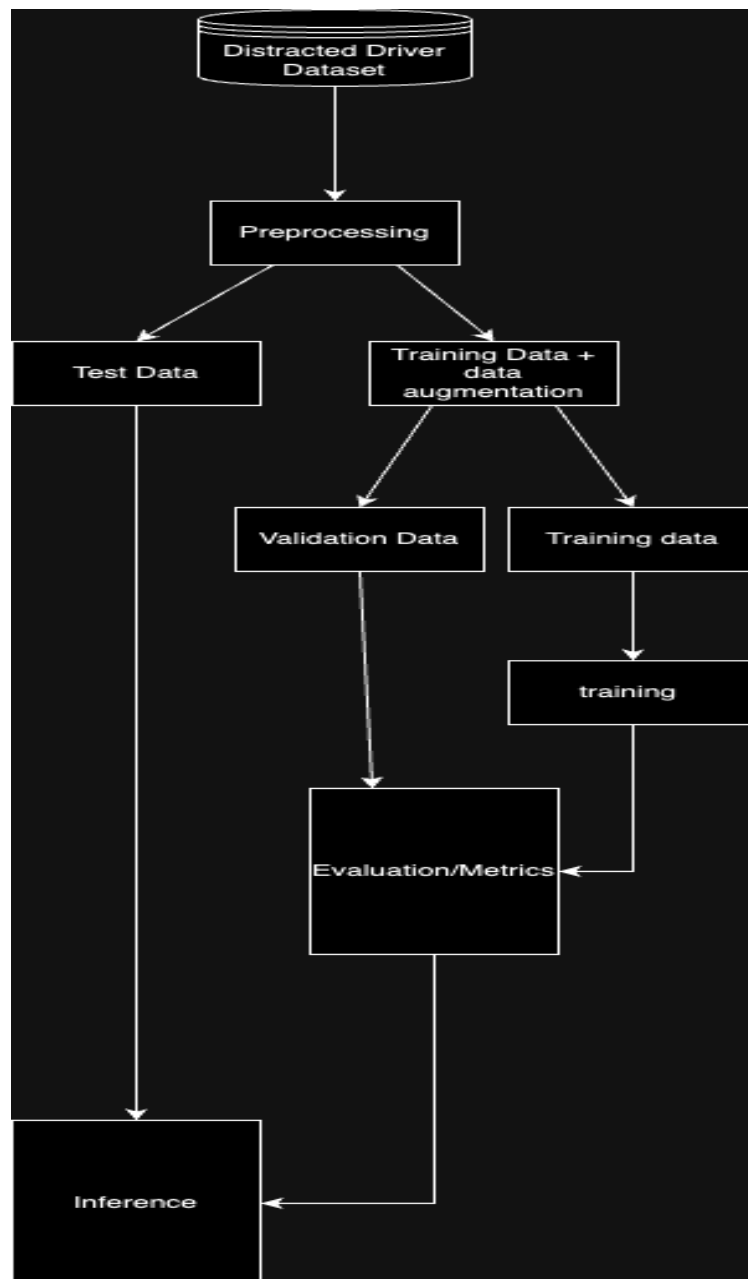 Distracted Driver
Dataset
Preprocessing
Test Data
Training Data +
data
augmentation
Validation Data
Training data
training
Evaluation/Metrics
Inference